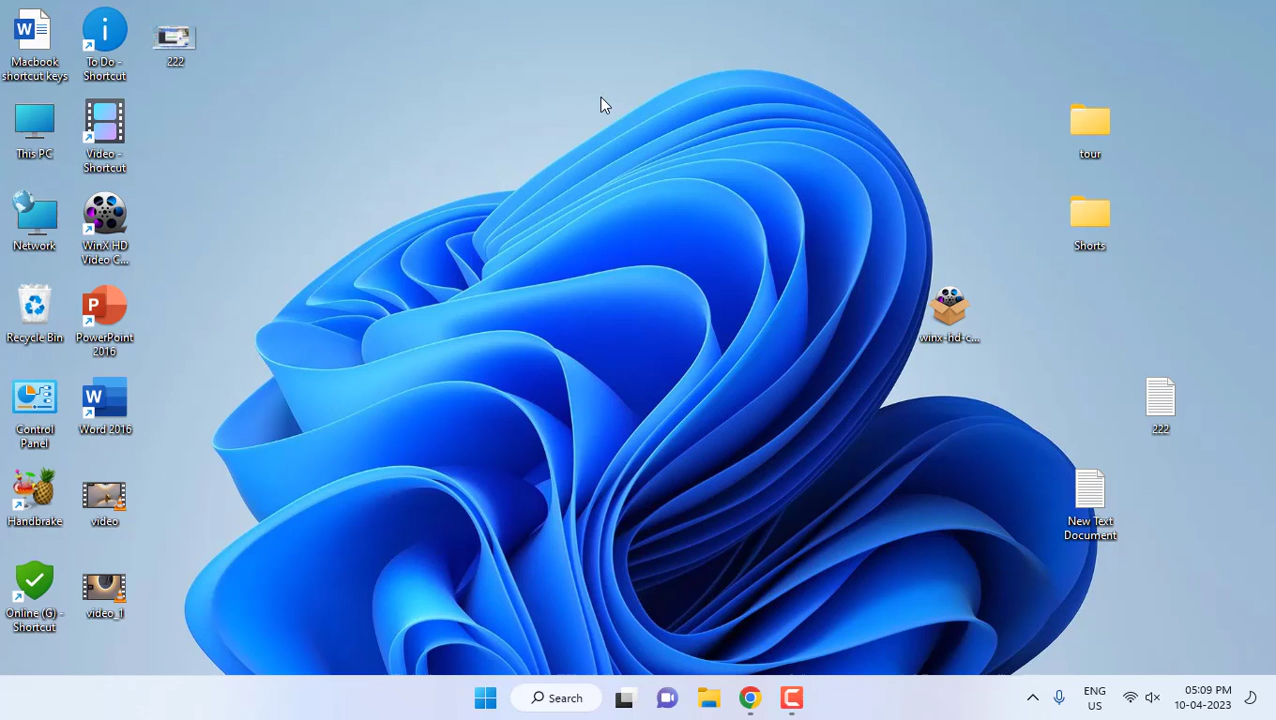 Macbook
shortcut keys
To Do -
Shortcut
222
This PC
Video -
Shortcut
Network
WinX HD
Video C...
Recycle Bin
PowerPoint
2016
Control
Panel
Word 2016
Handbrake
video
Online (G) -
Shortcut
video_1
tour
Shorts
winx-hd-c...
222
New Text
Document
Search
ENG
US
05:09 PM
10-04-2023